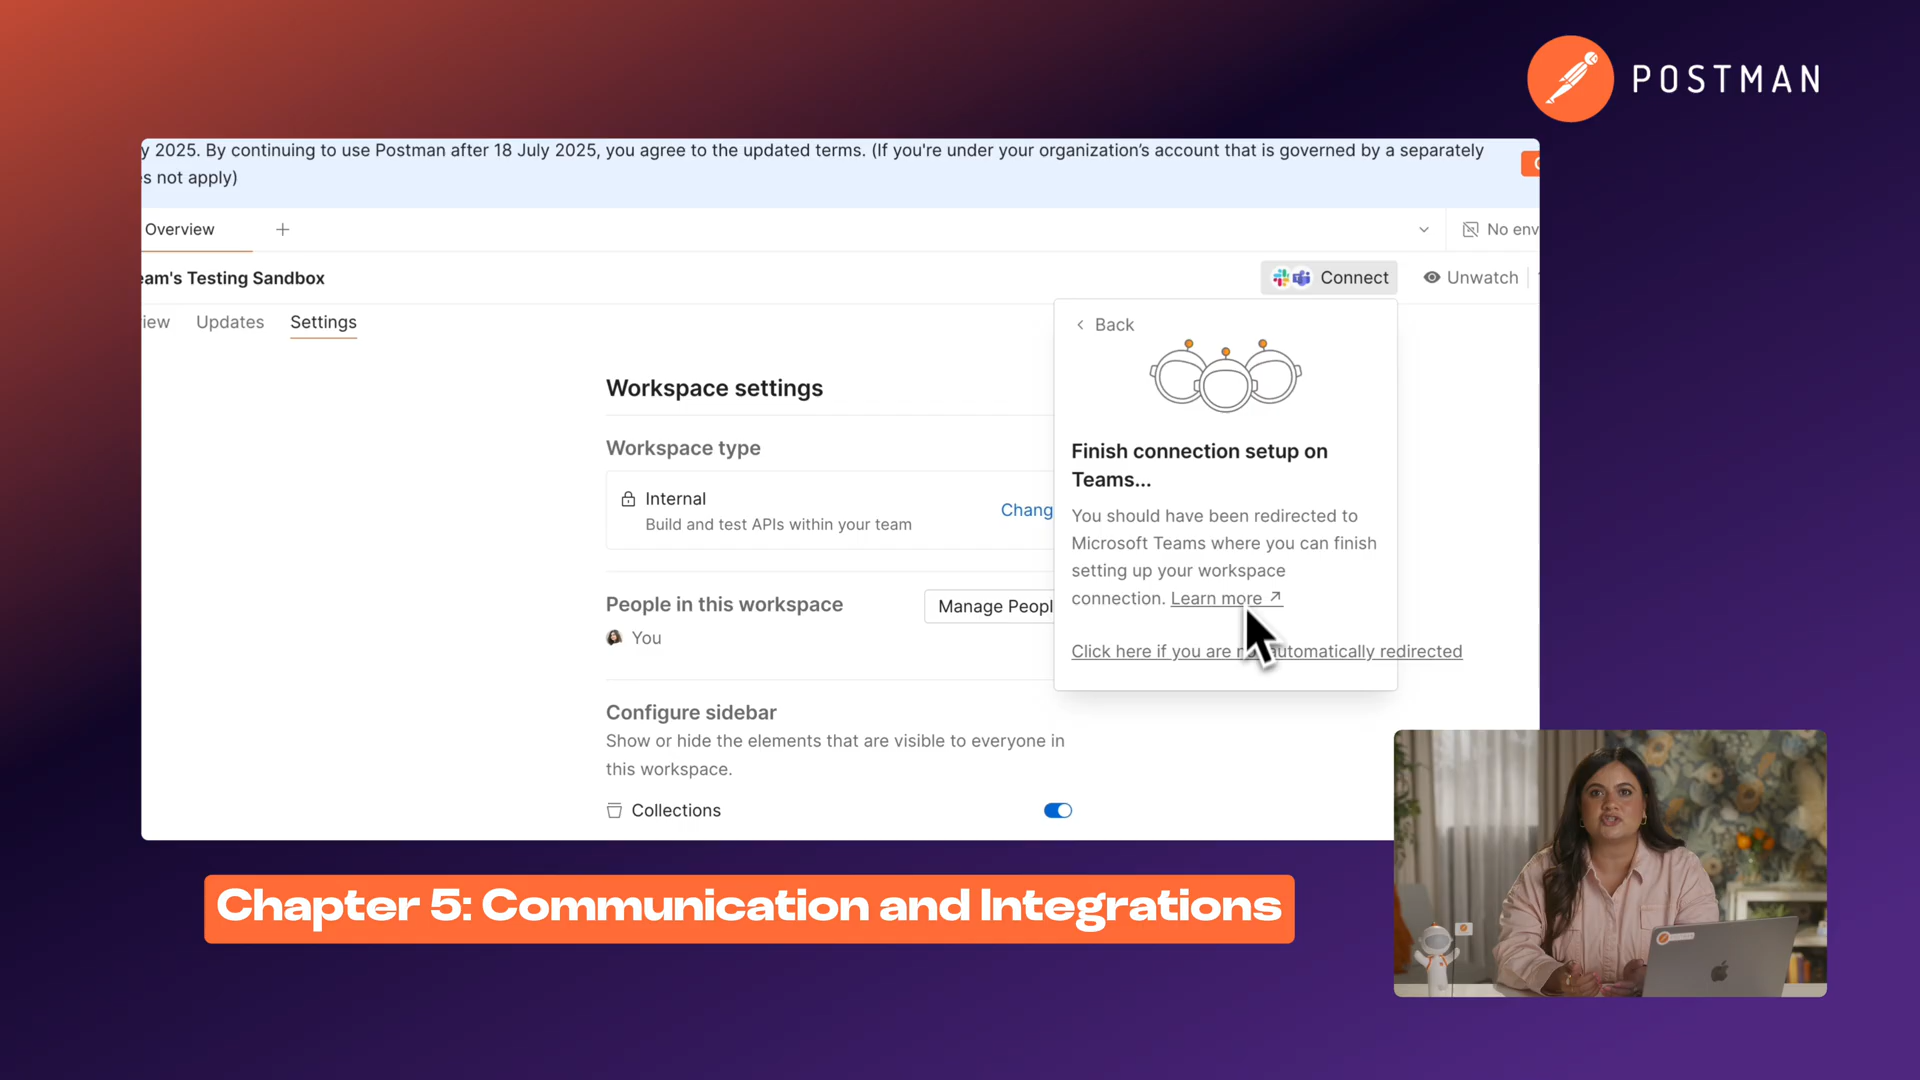 POSTMAN
y 2025. By continuing to use Postman after 18 July 2025, you agree to the updated terms. (If you're under your organization's account that is governed by a separately
s not apply)
Overview
No env
eam's Testing Sandbox
Connect
Unwatch
iew
Updates
Settings
Back
Workspace settings
Workspace type
Internal
Build and test APIs within your team
Chang
Finish connection setup on
Teams...
You should have been redirected to
Microsoft Teams where you can finish
setting up your workspace
connection. Learn more
Click here if you are automatically redirected
People in this workspace
Manage Peopl
You
Configure sidebar
Show or hide the elements that are visible to everyone in
this workspace.
Collections
Chapter 5: Communication and Integrations